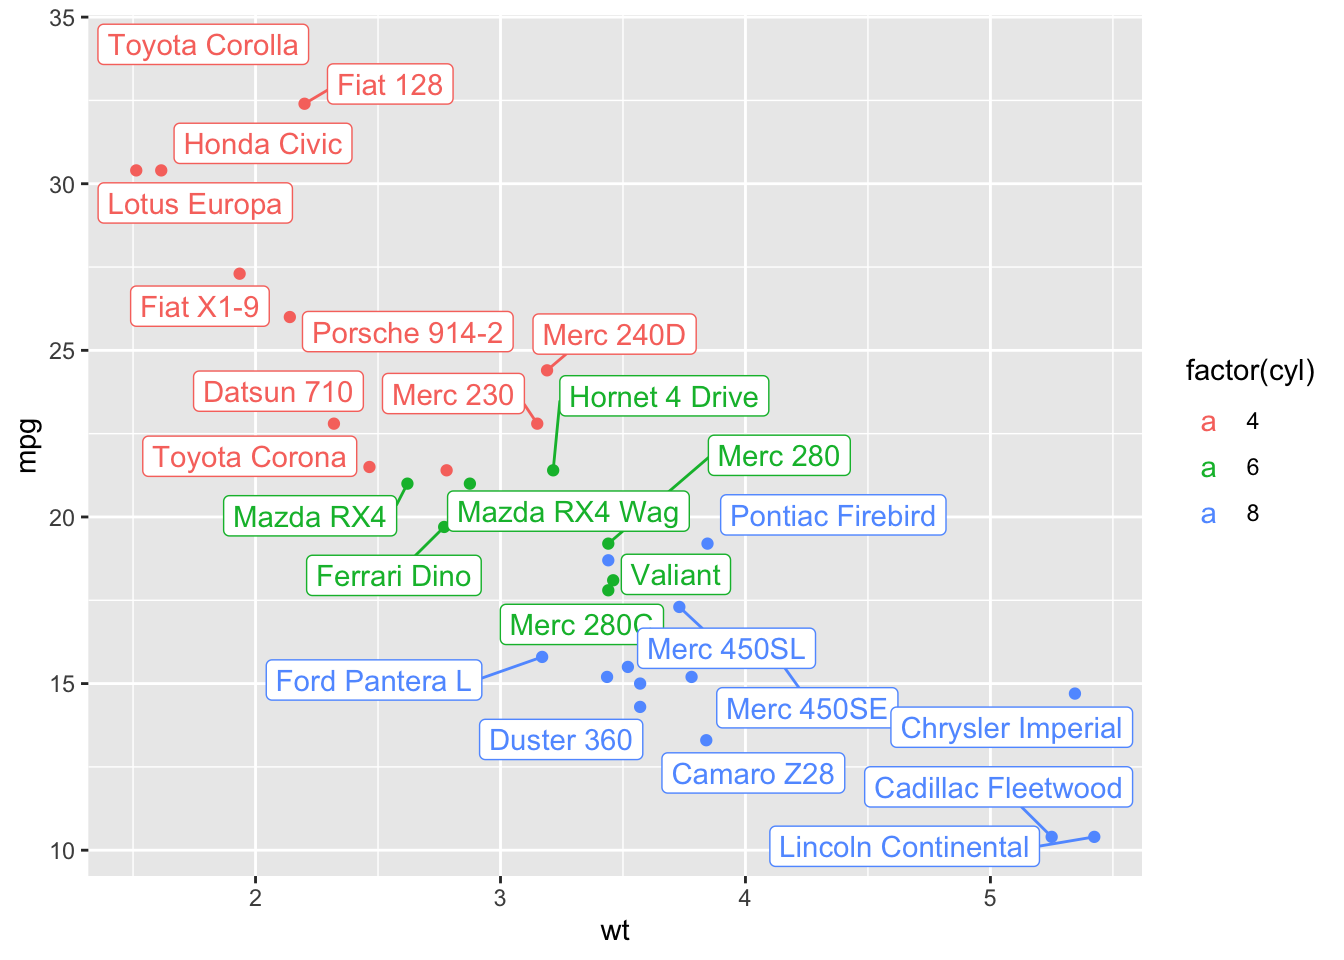 35
Toyota Corolla
Fiat 128
Honda Civic
30
Lotus Europa
Fiat X1-9
Porsche 914-2
Merc 240D
25
Datsun 710
Merc 230
Hornet 4 Drive
factor(cyl)
a 4
a 6
a 8
mpg
Toyota Corona
Merc 280
Mazda RX4
Mazda RX4 Wag
Pontiac Firebird
20
Ferrari Dino
Valiant
Merc 280C
Merc 450SL
Ford Pantera L
15
Merc 450SE
Chrysler Imperial
Duster 360
Camaro Z28
Cadillac Fleetwood
Lincoln Continental
10
2 3 4 5
wt